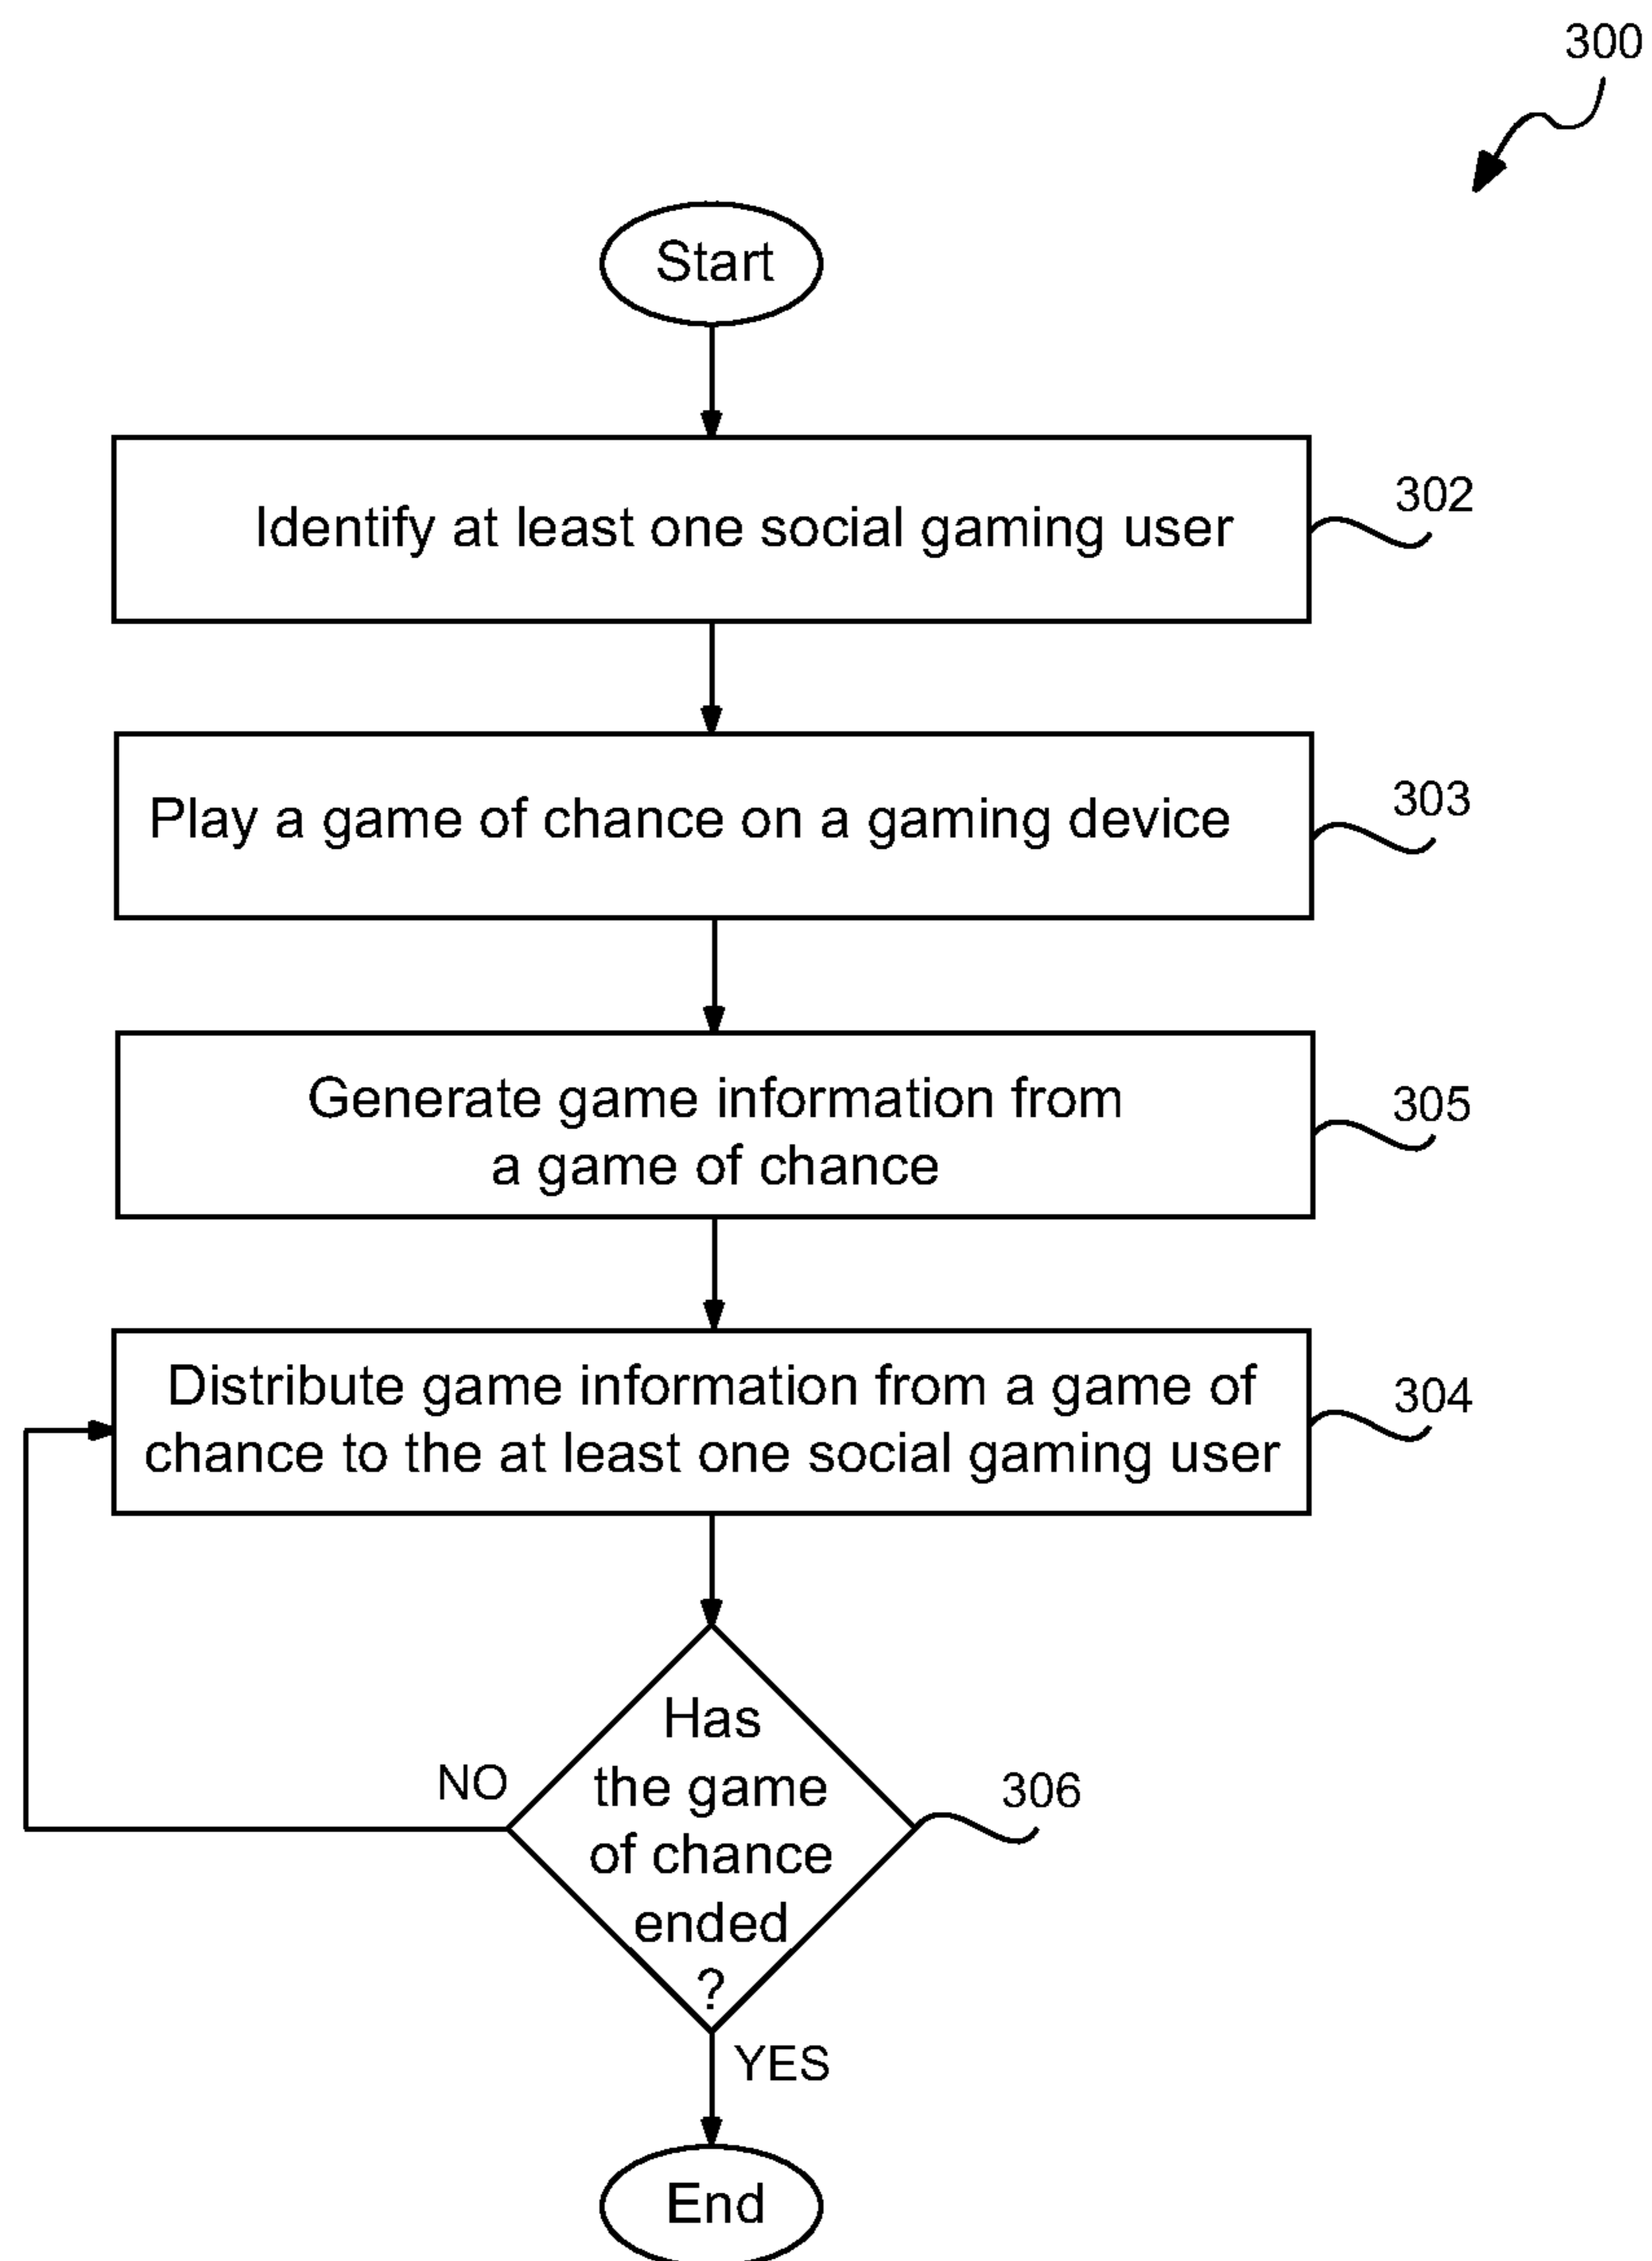 300
Start
Identify at least one social gaming user
302
Play a game of chance on a gaming device
303
Generate game information from
a game of chance
305
Distribute game information from a game of
chance to the at least one social gaming user
304
Has
the game
of chance
ended
?
306
NO
YES
End